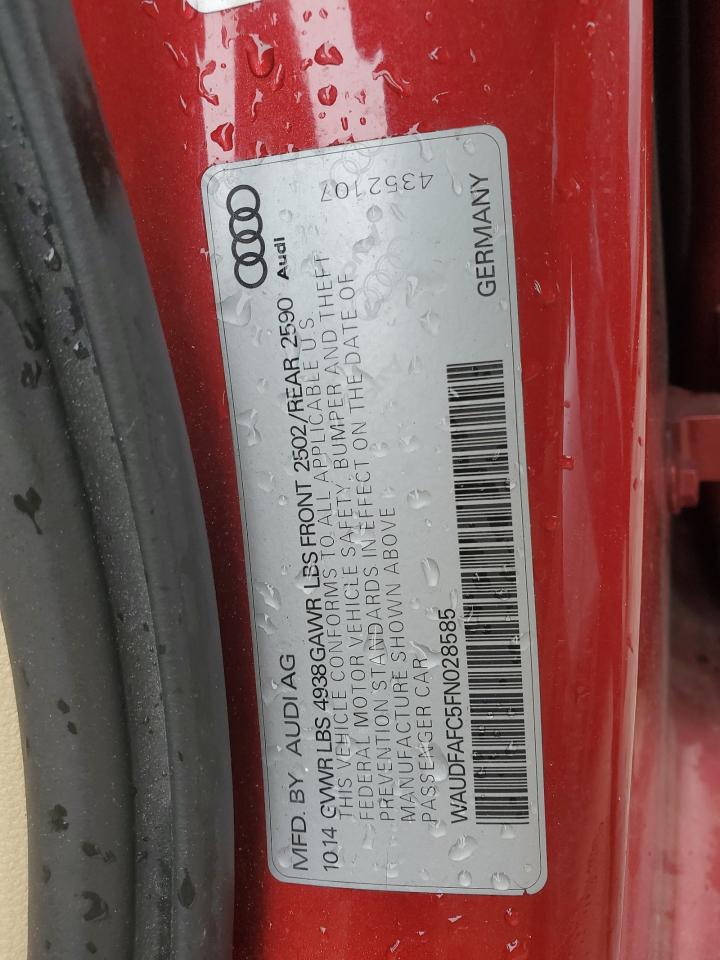 MFD. BY AUDI AG
Audi
10.14 GVWR LBS 4938 GAWR LBS FRONT 2502/REAR 2590
THIS VEHICLE CONFORMS TO ALL APPLICABLE U.S.
FEDERAL MOTOR VEHICLE SAFETY, BUMPER AND THEFT
PREVENTION STANDARDS IN EFFECT ON THE DATE OF
MANUFACTURE SHOWN ABOVE
PASSENGER CAR
4352107
WAUDFAFC5FN028585
GERMANY